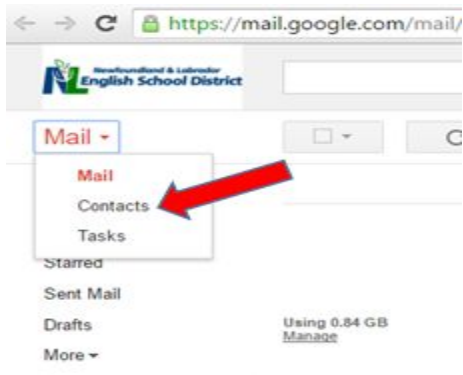 https://mail.google.com/mail/
Newfoundland & Labrador
NL English School District
Mail
C
Mail
Contacts
Tasks
Starred
Sent Mail
Drafts
More
Using 0.84 GB
Manage